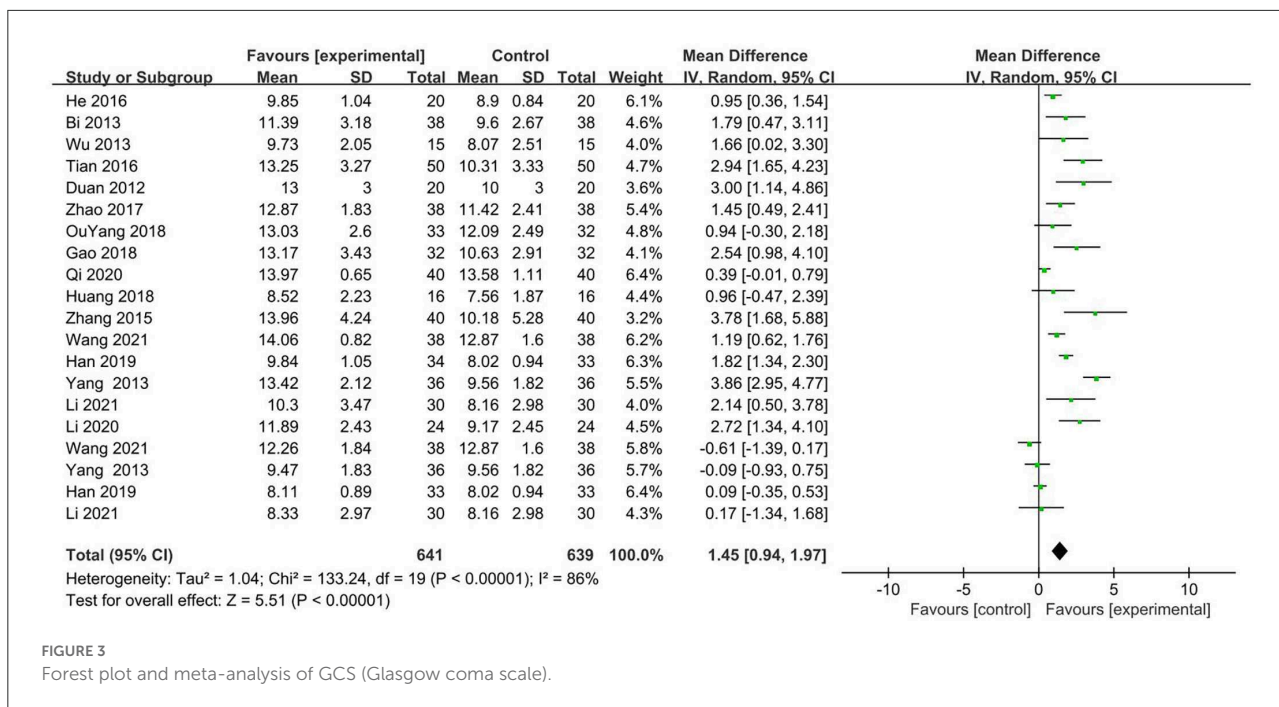 Favours [experimental] Control Mean Difference Mean Difference
Study or Subgroup Mean SD Total Mean SD Total Weight IV, Random, 95% CI IV, Random, 95% CI
He 2016 9.85 1.04 20 8.9 0.84 20 6.1% 0.95 [0.36, 1.54]
Bi 2013 11.39 3.18 38 9.6 2.67 38 4.6% 1.79 [0.47, 3.11]
Wu 2013 9.73 2.05 15 8.07 2.51 15 4.0% 1.66 [0.02, 3.30]
Tian 2016 13.25 3.27 50 10.31 3.33 50 4.7% 2.94 [1.65, 4.23]
Duan 2012 13 3 20 10 3 20 3.6% 3.00 [1.14, 4.86]
Zhao 2017 12.87 1.83 38 11.42 2.41 38 5.4% 1.45 [0.49, 2.41]
OuYang 2018 13.03 2.6 33 12.09 2.49 32 4.8% 0.94 [-0.30, 2.18]
Gao 2018 13.17 3.43 32 10.63 2.91 32 4.1% 2.54 [0.98, 4.10]
Qi 2020 13.97 0.65 40 13.58 1.11 40 6.4% 0.39 [-0.01, 0.79]
Huang 2018 8.52 2.23 16 7.56 1.87 16 4.4% 0.96 [-0.47, 2.39]
Zhang 2015 13.96 4.24 40 10.18 5.28 40 3.2% 3.78 [1.68, 5.88]
Wang 2021 14.06 0.82 38 12.87 1.6 38 6.2% 1.19 [0.62, 1.76]
Han 2019 9.84 1.05 34 8.02 0.94 33 6.3% 1.82 [1.34, 2.30]
Yang 2013 13.42 2.12 36 9.56 1.82 36 5.5% 3.86 [2.95, 4.77]
Li 2021 10.3 3.47 30 8.16 2.98 30 4.0% 2.14 [0.50, 3.78]
Li 2020 11.89 2.43 24 9.17 2.45 24 4.5% 2.72 [1.34, 4.10]
Wang 2021 12.26 1.84 38 12.87 1.6 38 5.8% -0.61 [-1.39, 0.17]
Yang 2013 9.47 1.83 36 9.56 1.82 36 5.7% -0.09 [-0.93, 0.75]
Han 2019 8.11 0.89 33 8.02 0.94 33 6.4% 0.09 [-0.35, 0.53]
Li 2021 8.33 2.97 30 8.16 2.98 30 4.3% 0.17 [-1.34, 1.68]
Total (95% CI) 641 639 100.0% 1.45 [0.94, 1.97]
Heterogeneity: Tau² = 1.04; Chi² = 133.24, df = 19 (P < 0.00001); I² = 86%
Test for overall effect: Z = 5.51 (P < 0.00001)
-10 -5 0 5 10
Favours [control] Favours [experimental]
FIGURE 3
Forest plot and meta-analysis of GCS (Glasgow coma scale).